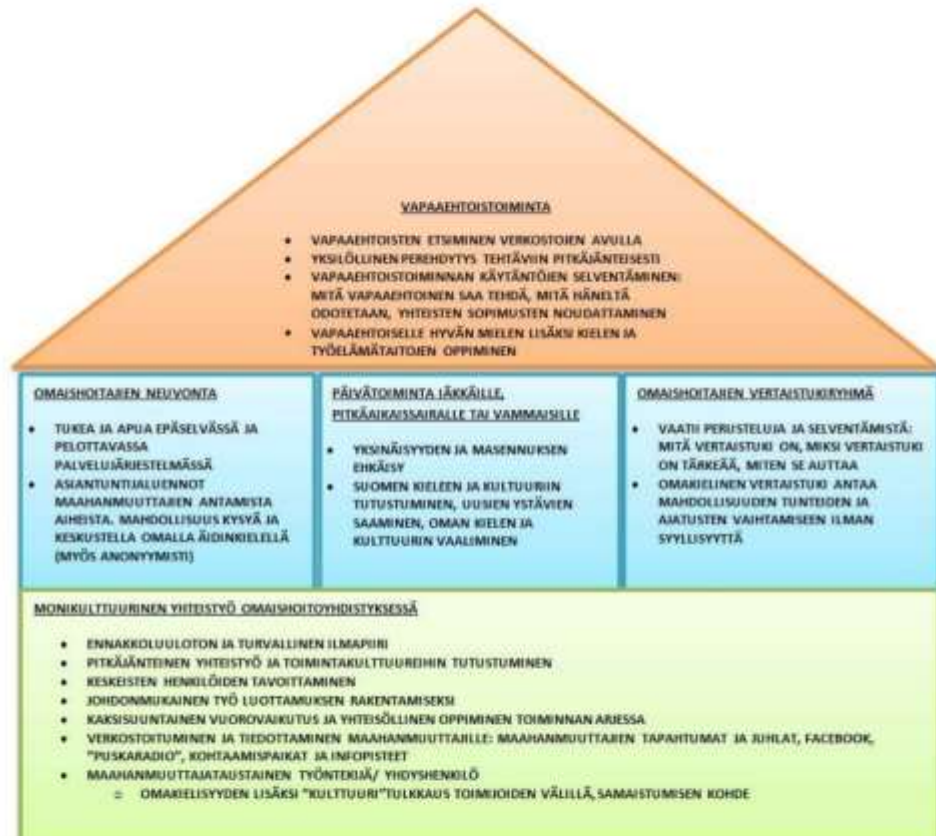 VAPAAEHTOISTOIMINTA
• VAPAAEHTOISTEN ETSIMINEN VERKOSTOJEN AVULLA
• YKSILÖLLINEN PEREHDYTYS TEHTÄVIIN PITKÄJÄNTEISESTI
• VAPAAEHTOISTOIMINNAN KÄYTÄNTÖJEN SELVENTÄMINEN:
MITÄ VAPAAEHTOINEN SAA TEHDÄ, MITÄ HÄNELTÄ
ODOTETAAN, YHTEISTEN SOPIMUSTEN NOUDATTAMINEN
• VAPAAEHTOISELLE HYVÄN MIELEN LISÄKSI KIELEN JA
TYÖELÄMÄTAITOJEN OPPIMINEN
OMAISHOITAJIEN NEUVONTA
• TUKEA JA APUA EPÄSELVÄSSÄ JA
PELOTTAVASSA
PALVELUJÄRJESTELMÄSSÄ
• ASIANTUNTIJALUENNOT
MAAHANMUUTTAJIEN ANTAMISTA
AIHEISTA. MAHDOLLISUUS KYSYÄ JA
KESKUSTELLA OMALLA ÄIDINKIELELLÄ
(MYÖS ANONYYMISTI)
PÄIVÄTOIMINTA IÄKKÄILLE,
PITKÄAIKAISSAIRALLE TAI VAMMAISILLE
• YKSINÄISYYDEN JA MASENNUKSEN
EHKÄISY
• SUOMEN KIELEEN JA KULTTUURIIN
TUTUSTUMINEN, UUSIEN YSTÄVIEN
SAAMINEN, OMAN KIELEN JA
KULTTUURIN VAALIMINEN
OMAISHOITAJIEN VERTAISTUKIRYHMÄ
• VAATII PERUSTELUJA JA SELVENTÄMISTÄ:
MITÄ VERTAISTUKI ON, MIKSI VERTAISTUKI
ON TÄRKEÄÄ, MITEN SE AUTTAA
• OMAKIELINEN VERTAISTUKI ANTAA
MAHDOLLISUUDEN TUNTEIDEN JA
AJATUSTEN VAIHTAMISEEN ILMAN
SYYLLISYYTTÄ
MONIKULTTUURINEN YHTEISTYÖ OMAISHOITOYHDISTYKSESSÄ
• ENNAKKOLUULOTON JA TURVALLINEN ILMAPIIRI
• PITKÄJÄNTEINEN YHTEISTYÖ JA TOIMINTAKULTTUUREIHIN TUTUSTUMINEN
• KESKEISTEN HENKILÖIDEN TAVOITTAMINEN
• JOHDONMUKAINEN TYÖ LUOTTAMUKSEN RAKENTAMISEKSI
• KAKSISUUNTAINEN VUOROVAIKUTUS JA YHTEISÖLLINEN OPPIMINEN TOIMINNAN ARJESSA
• VERKOSTOITUMINEN JA TIEDOTTAMINEN MAAHANMUUTTAJILLE: MAAHANMUUTTAJIEN TAPAHTUMAT JA JUHLAT, FACEBOOK,
"PUSKARADIO", KOHTAAMISPAIKAT JA INFOPISTEET
• MAAHANMUUTTAJATAUSTAINEN TYÖNTEKIJÄ/ YHDYSHENKILÖ
o OMAKIELISYYDEN LISÄKSI "KULTTUURI"TULKKAUS TOIMIJOIDEN VÄLILLÄ, SAMAISTUMISEN KOHDE